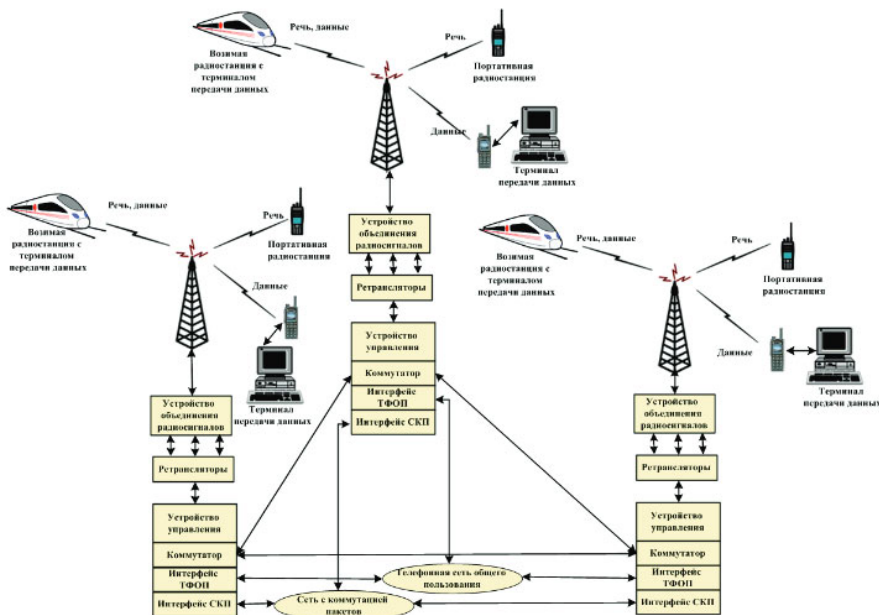 Речь, данные
Речь
Возимая
радиостанция с
терминалом
передачи данных
Портативная
радиостанция
Данные
Терминал
передачи данных
Устройство
объединения
радиосигналов
Ретрансляторы
Устройство
управления
Коммутатор
Интерфейс
ТФОП
Интерфейс СКП
Речь, данные
Речь
Возимая
радиостанция с
терминалом
передачи данных
Портативная
радиостанция
Данные
Терминал
передачи данных
Устройство
объединения
радиосигналов
Ретрансляторы
Устройство
управления
Коммутатор
Интерфейс
ТФОП
Интерфейс СКП
Речь, данные
Речь
Возимая
радиостанция с
терминалом
передачи данных
Портативная
радиостанция
Данные
Терминал
передачи данных
Устройство
объединения
радиосигналов
Ретрансляторы
Устройство
управления
Коммутатор
Интерфейс
ТФОП
Интерфейс СКП
Телефонная сеть общего
пользования
Сеть с коммутацией
пакетов